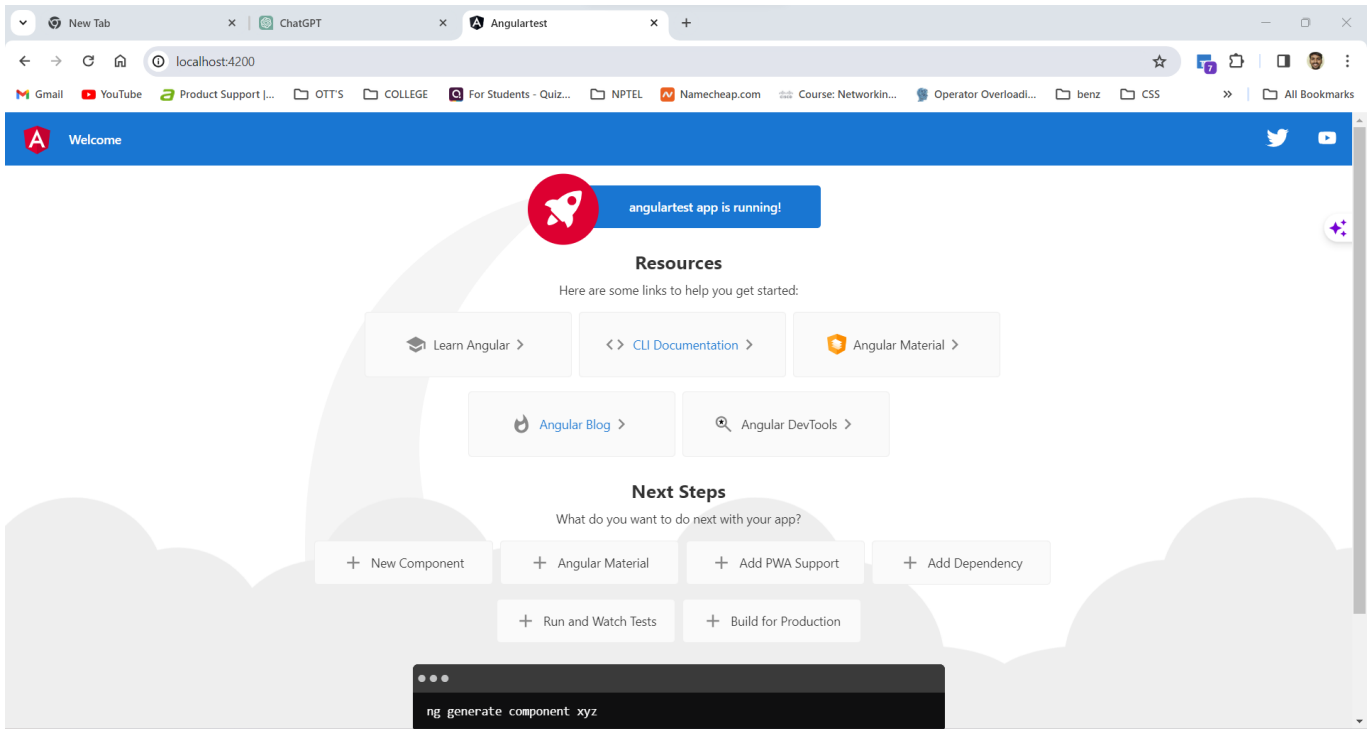 New Tab
ChatGPT
Angulartest
localhost:4200
7
Gmail
YouTube
Product Support |...
OTT'S
COLLEGE
For Students - Quiz...
NPTEL
Namecheap.com
Course: Networkin...
Operator Overloadi...
benz
CSS
All Bookmarks
Welcome
angulartest app is running!
Resources
Here are some links to help you get started:
Learn Angular
CLI Documentation
Angular Material
Angular Blog
Angular DevTools
Next Steps
What do you want to do next with your app?
New Component
Angular Material
Add PWA Support
Add Dependency
Run and Watch Tests
Build for Production
ng generate component xyz